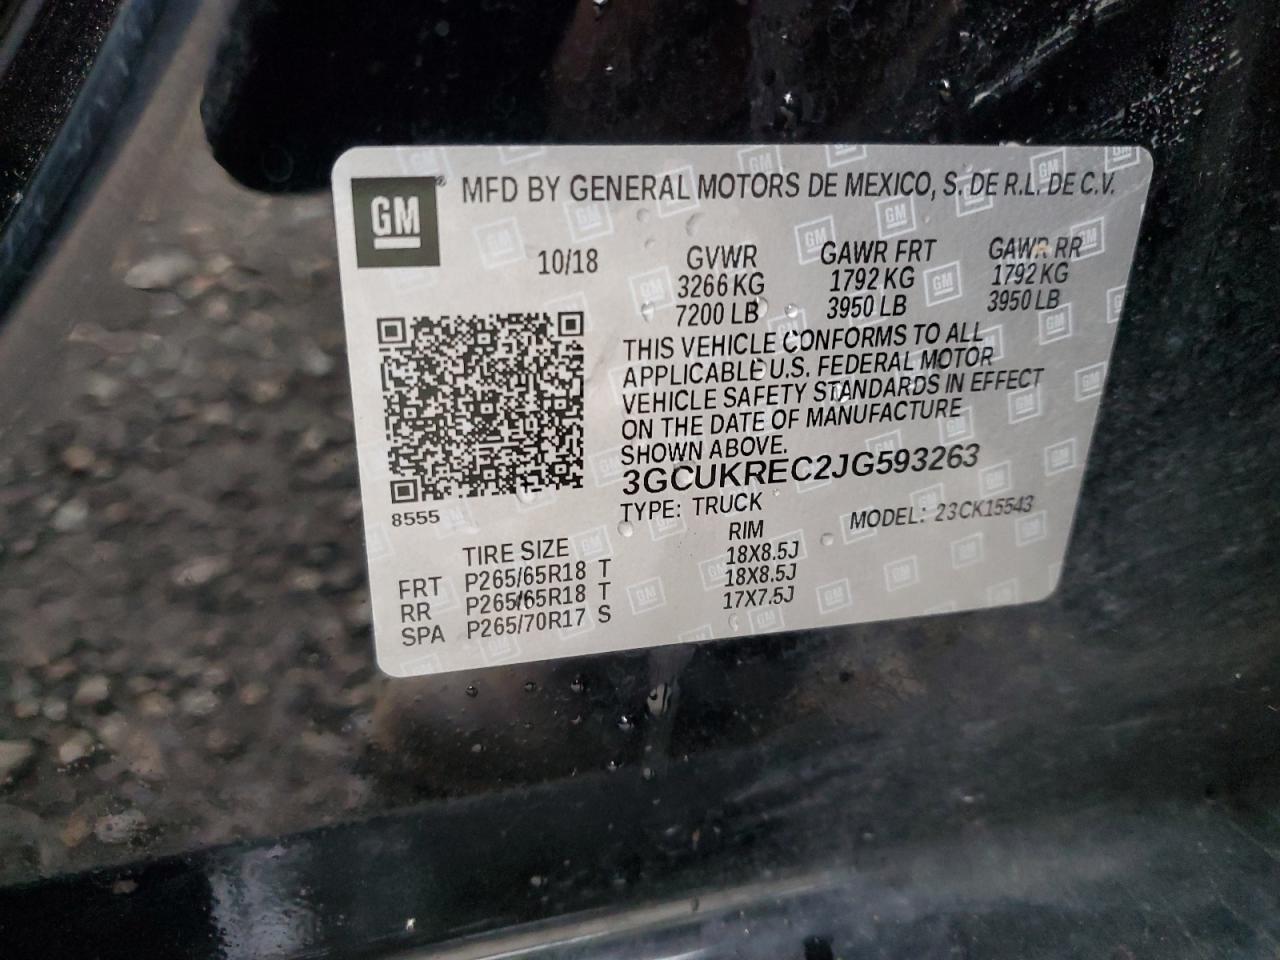 GM
MFD BY GENERAL MOTORS DE MEXICO, S. DE R.L. DE C.V.
10/18
GVWR GAWR FRT GAWR RR
3266 KG 1792 KG 1792 KG
7200 LB 3950 LB 3950 LB
THIS VEHICLE CONFORMS TO ALL
APPLICABLE U.S. FEDERAL MOTOR
VEHICLE SAFETY STANDARDS IN EFFECT
ON THE DATE OF MANUFACTURE
SHOWN ABOVE.
3GCUKREC2JG593263
TYPE: TRUCK MODEL: 23CK15543
8555
TIRE SIZE RIM
FRT P265/65R18 T 18X8.5J
RR P265/65R18 T 18X8.5J
SPA P265/70R17 S 17X7.5J